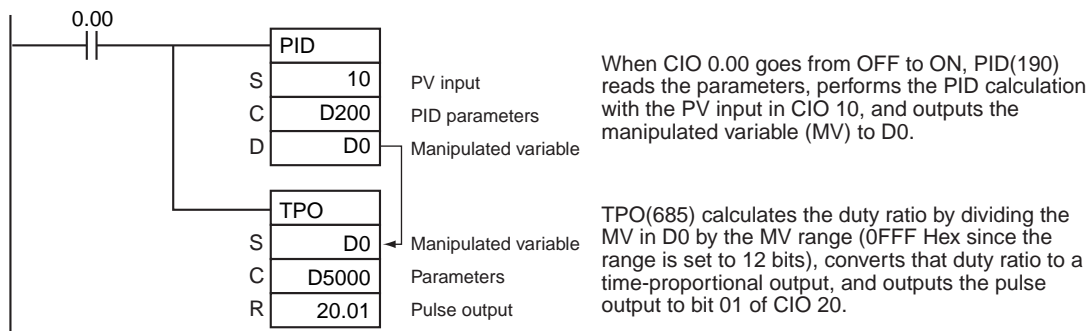 0.00
PID
S 10 PV input
C D200 PID parameters
D D0 Manipulated variable
When CIO 0.00 goes from OFF to ON, PID(190)
reads the parameters, performs the PID calculation
with the PV input in CIO 10, and outputs the
manipulated variable (MV) to D0.
TPO
S D0 Manipulated variable
C D5000 Parameters
R 20.01 Pulse output
TPO(685) calculates the duty ratio by dividing the
MV in D0 by the MV range (0FFF Hex since the
range is set to 12 bits), converts that duty ratio to a
time-proportional output, and outputs the pulse
output to bit 01 of CIO 20.